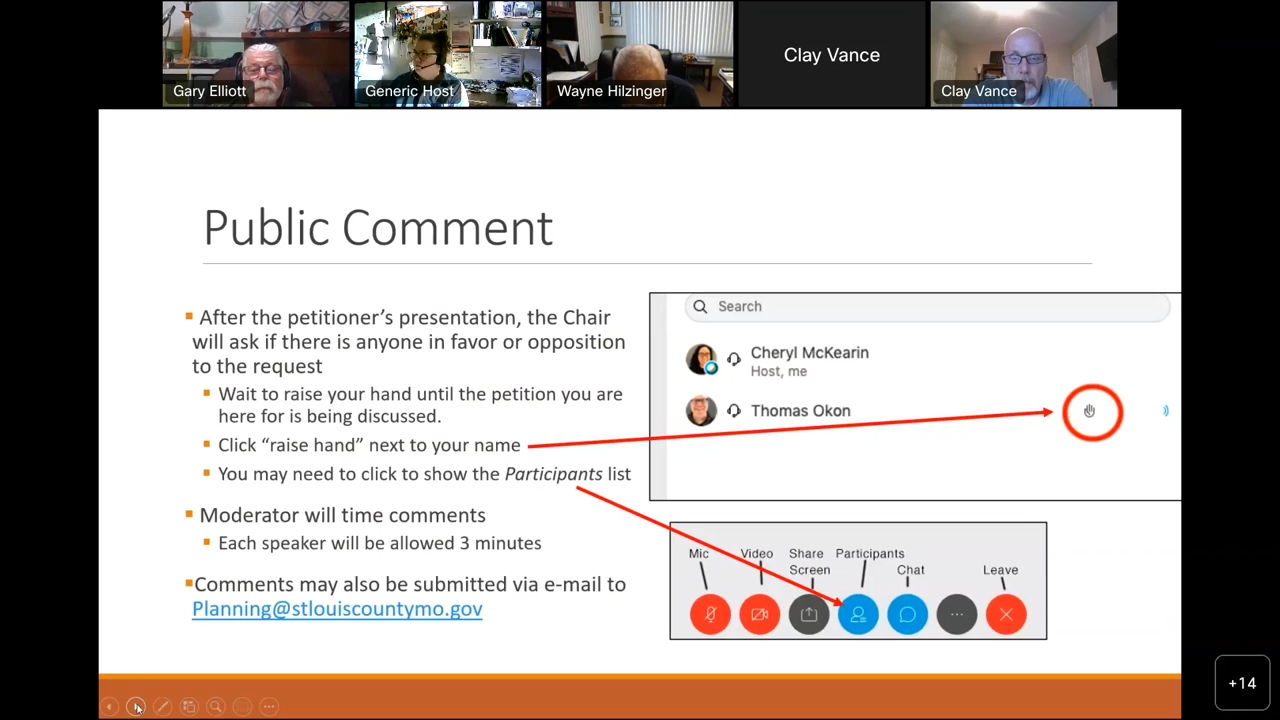 Gary Elliott
Generic Host
Wayne Hilzinger
Clay Vance
Clay Vance
Public Comment
After the petitioner's presentation, the Chair
will ask if there is anyone in favor or opposition
to the request
Wait to raise your hand until the petition you are
here for is being discussed.
Click “raise hand” next to your name
You may need to click to show the Participants list
Moderator will time comments
Each speaker will be allowed 3 minutes
Comments may also be submitted via e-mail to
Planning@stlouiscountymo.gov
Search
Cheryl McKearin
Host, me
Thomas Okon
Mic Video Share Participants
Screen Chat Leave
+14